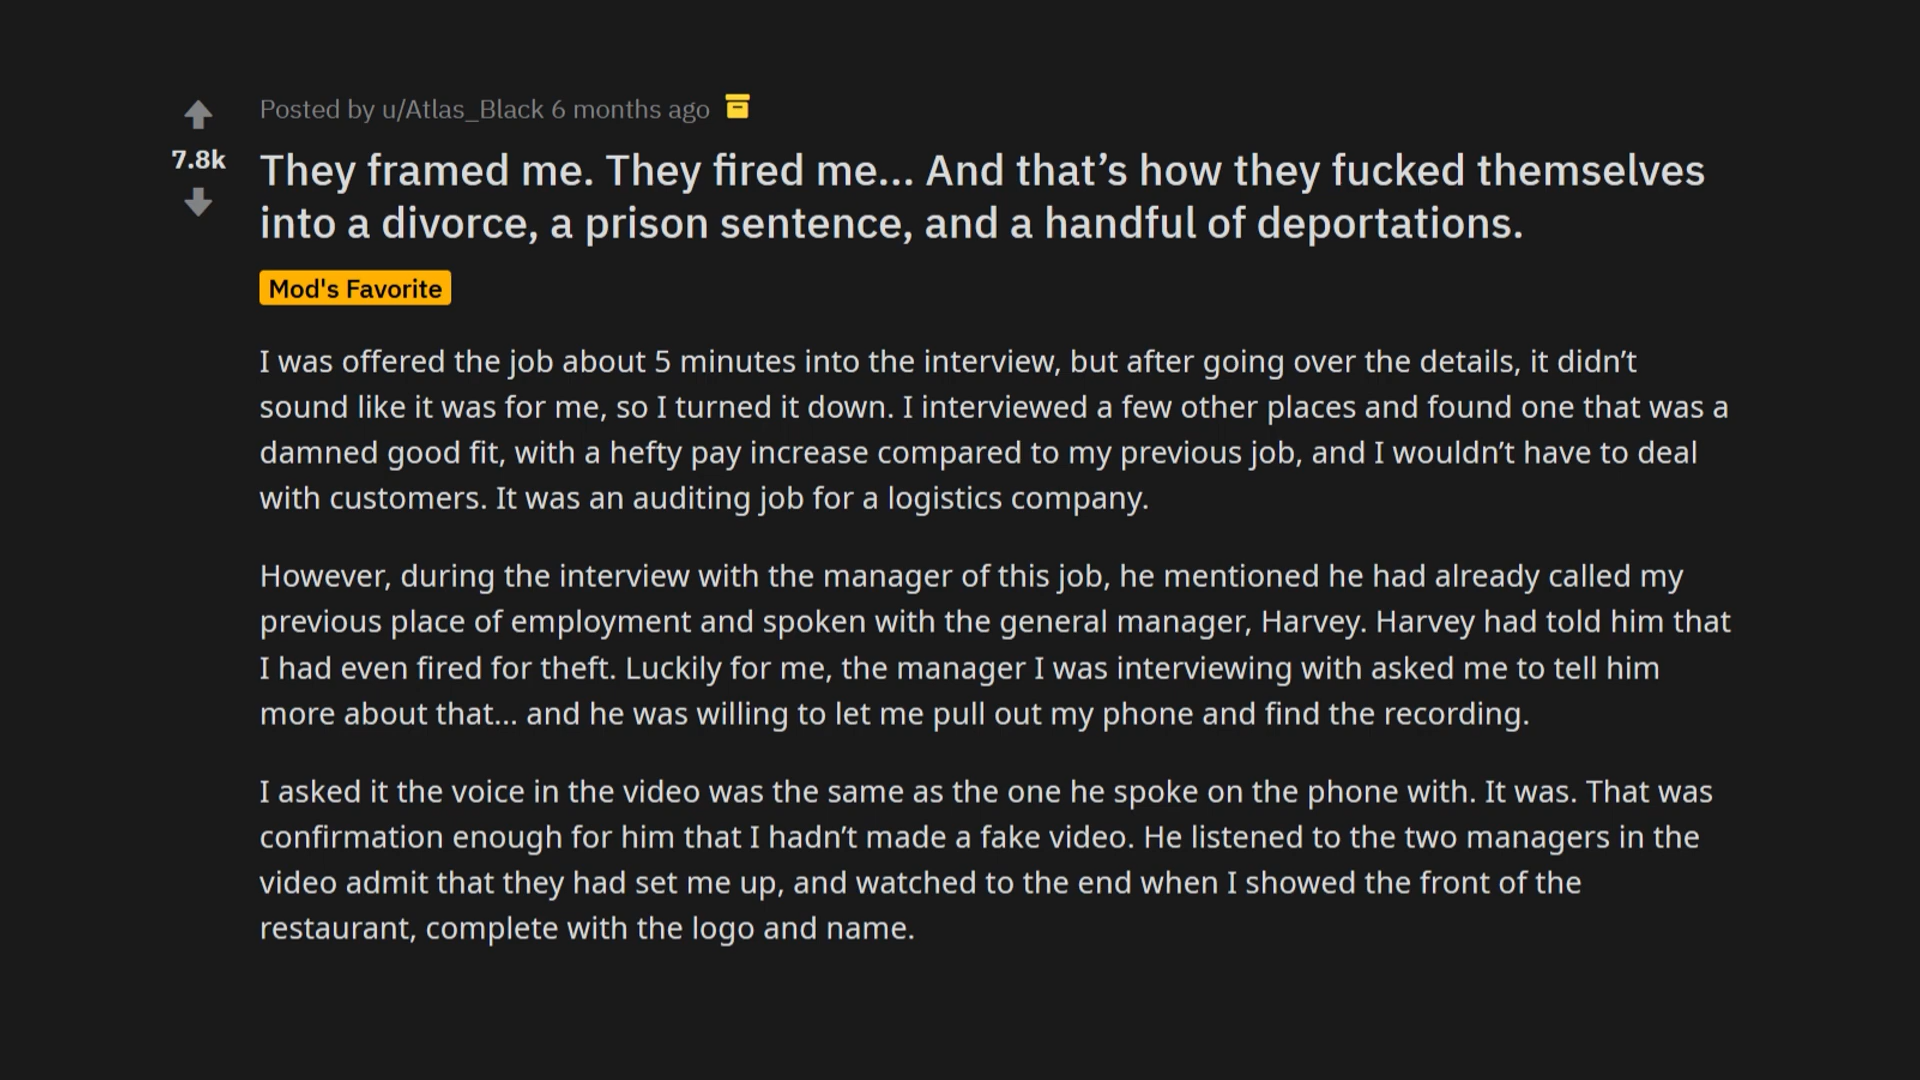 Posted by u/Atlas_Black 6 months ago
7.8k
They framed me. They fired me... And that’s how they fucked themselves
into a divorce, a prison sentence, and a handful of deportations.
Mod's Favorite
I was offered the job about 5 minutes into the interview, but after going over the details, it didn’t
sound like it was for me, so I turned it down. I interviewed a few other places and found one that was a
damned good fit, with a hefty pay increase compared to my previous job, and I wouldn’t have to deal
with customers. It was an auditing job for a logistics company.
However, during the interview with the manager of this job, he mentioned he had already called my
previous place of employment and spoken with the general manager, Harvey. Harvey had told him that
I had even fired for theft. Luckily for me, the manager I was interviewing with asked me to tell him
more about that... and he was willing to let me pull out my phone and find the recording.
I asked it the voice in the video was the same as the one he spoke on the phone with. It was. That was
confirmation enough for him that I hadn’t made a fake video. He listened to the two managers in the
video admit that they had set me up, and watched to the end when I showed the front of the
restaurant, complete with the logo and name.